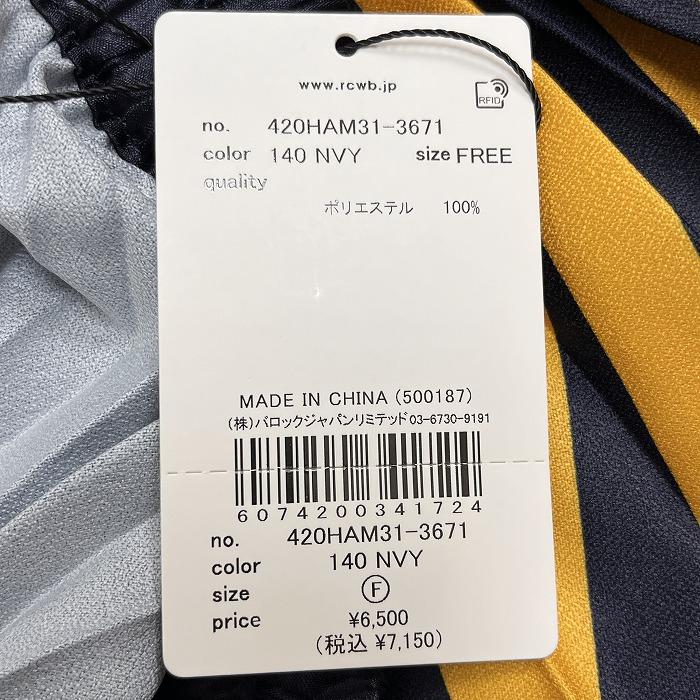 www.rcwb.jp
RFID
no. 420HAM31-3671
color 140 NVY size FREE
quality
ポリエステル 100%
MADE IN CHINA (500187)
(株)バロックジャパンリミテッド03-6730-9191
6074200341724
no. 420HAM31-3671
color 140 NVY
size F
price ¥6,500
(税込 ¥7,150)